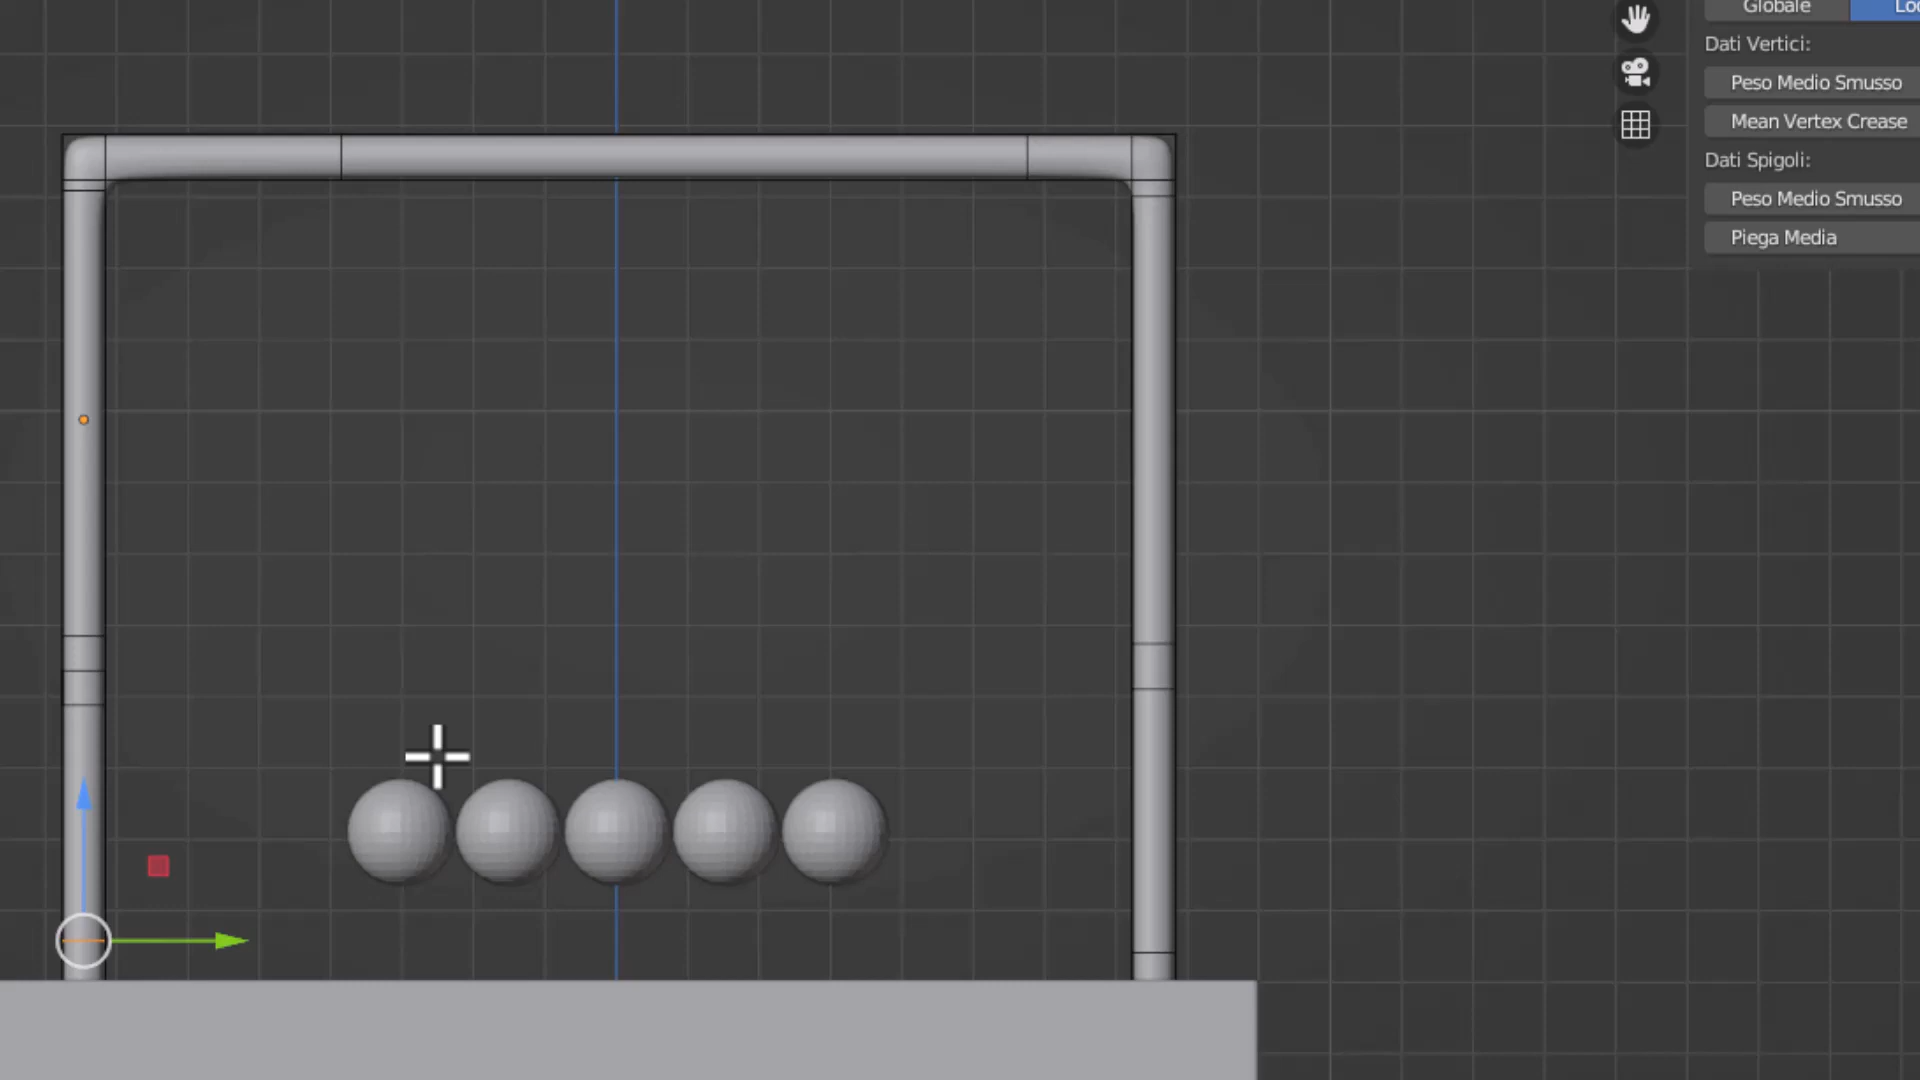 Globale
Dati Vertici:
Peso Medio Smusso
Mean Vertex Crease
Dati Spigoli:
Peso Medio Smusso
Piega Media